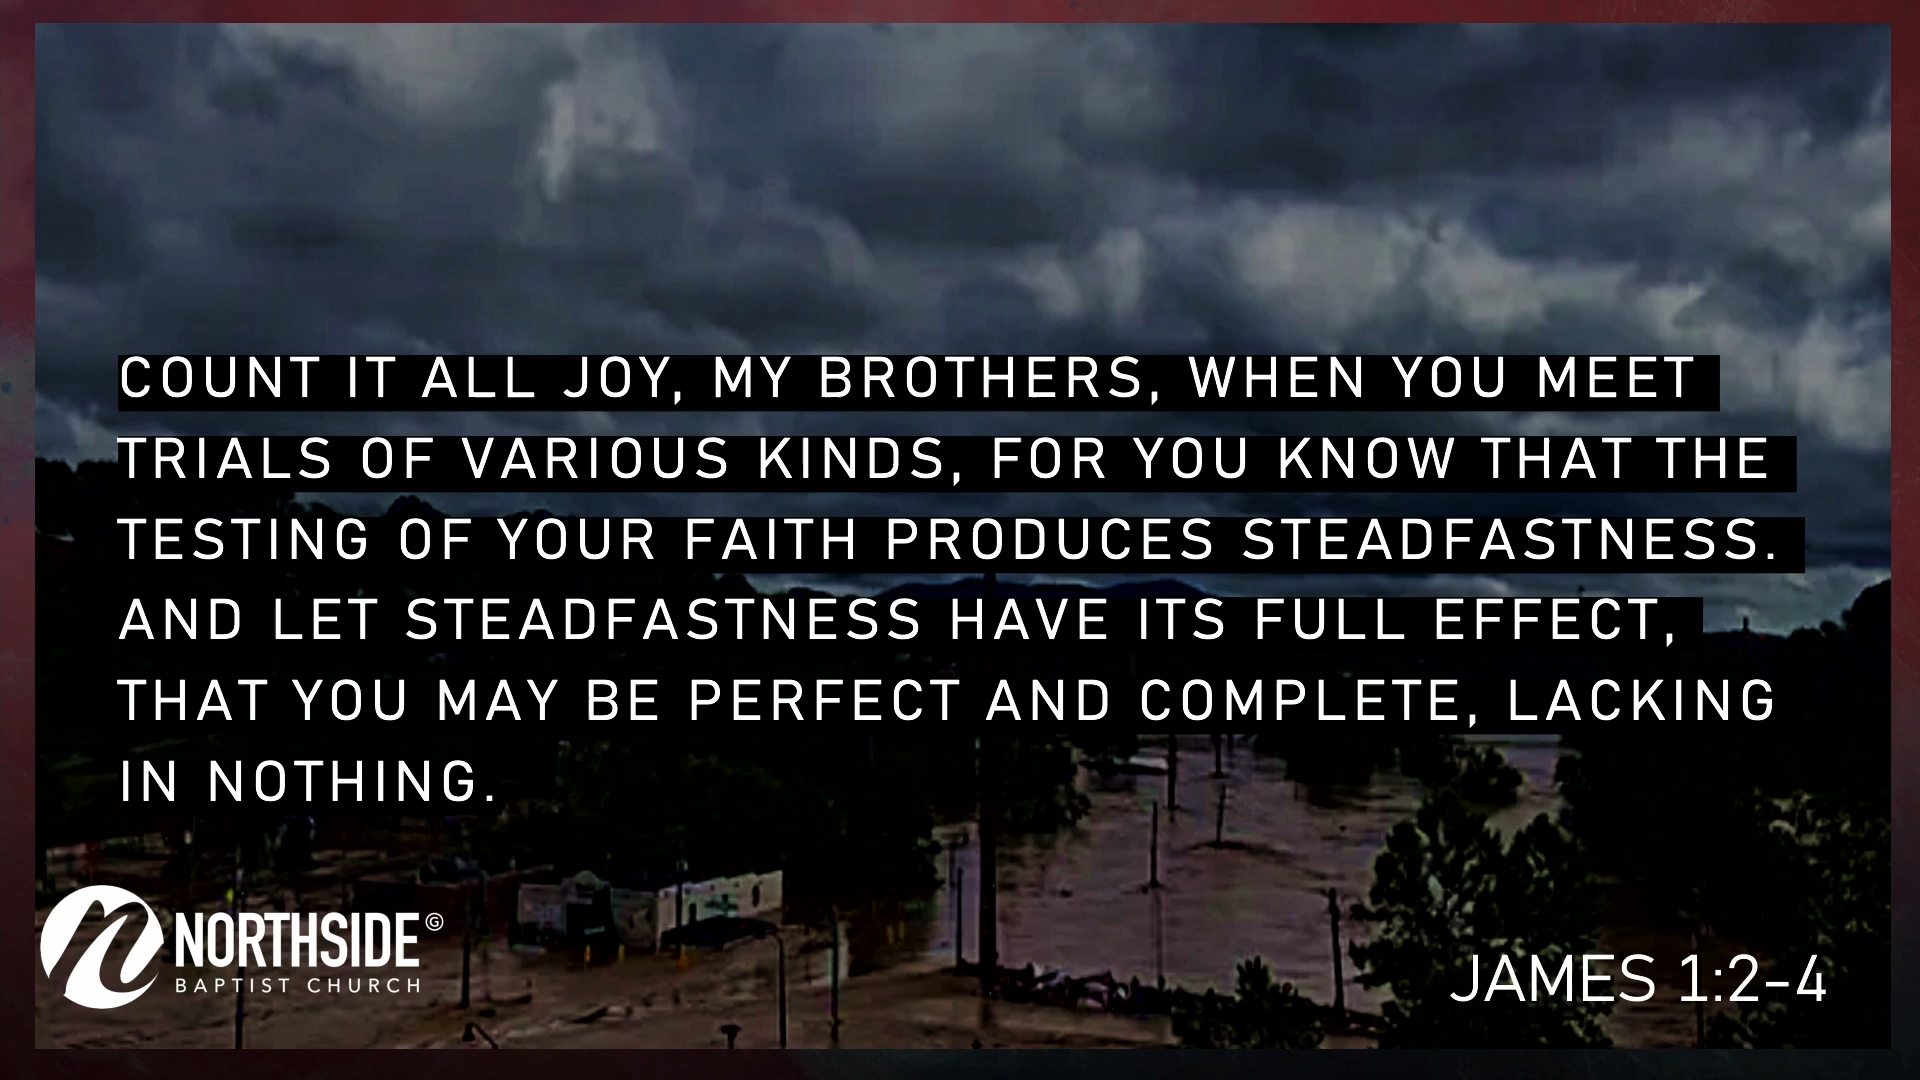 COUNT IT ALL JOY, MY BROTHERS, WHEN YOU MEET
TRIALS OF VARIOUS KINDS, FOR YOU KNOW THAT THE
TESTING OF YOUR FAITH PRODUCES STEADFASTNESS.
AND LET STEADFASTNESS HAVE ITS FULL EFFECT,
THAT YOU MAY BE PERFECT AND COMPLETE, LACKING
IN NOTHING.
NORTHSIDE G
BAPTIST CHURCH
JAMES 1:2-4